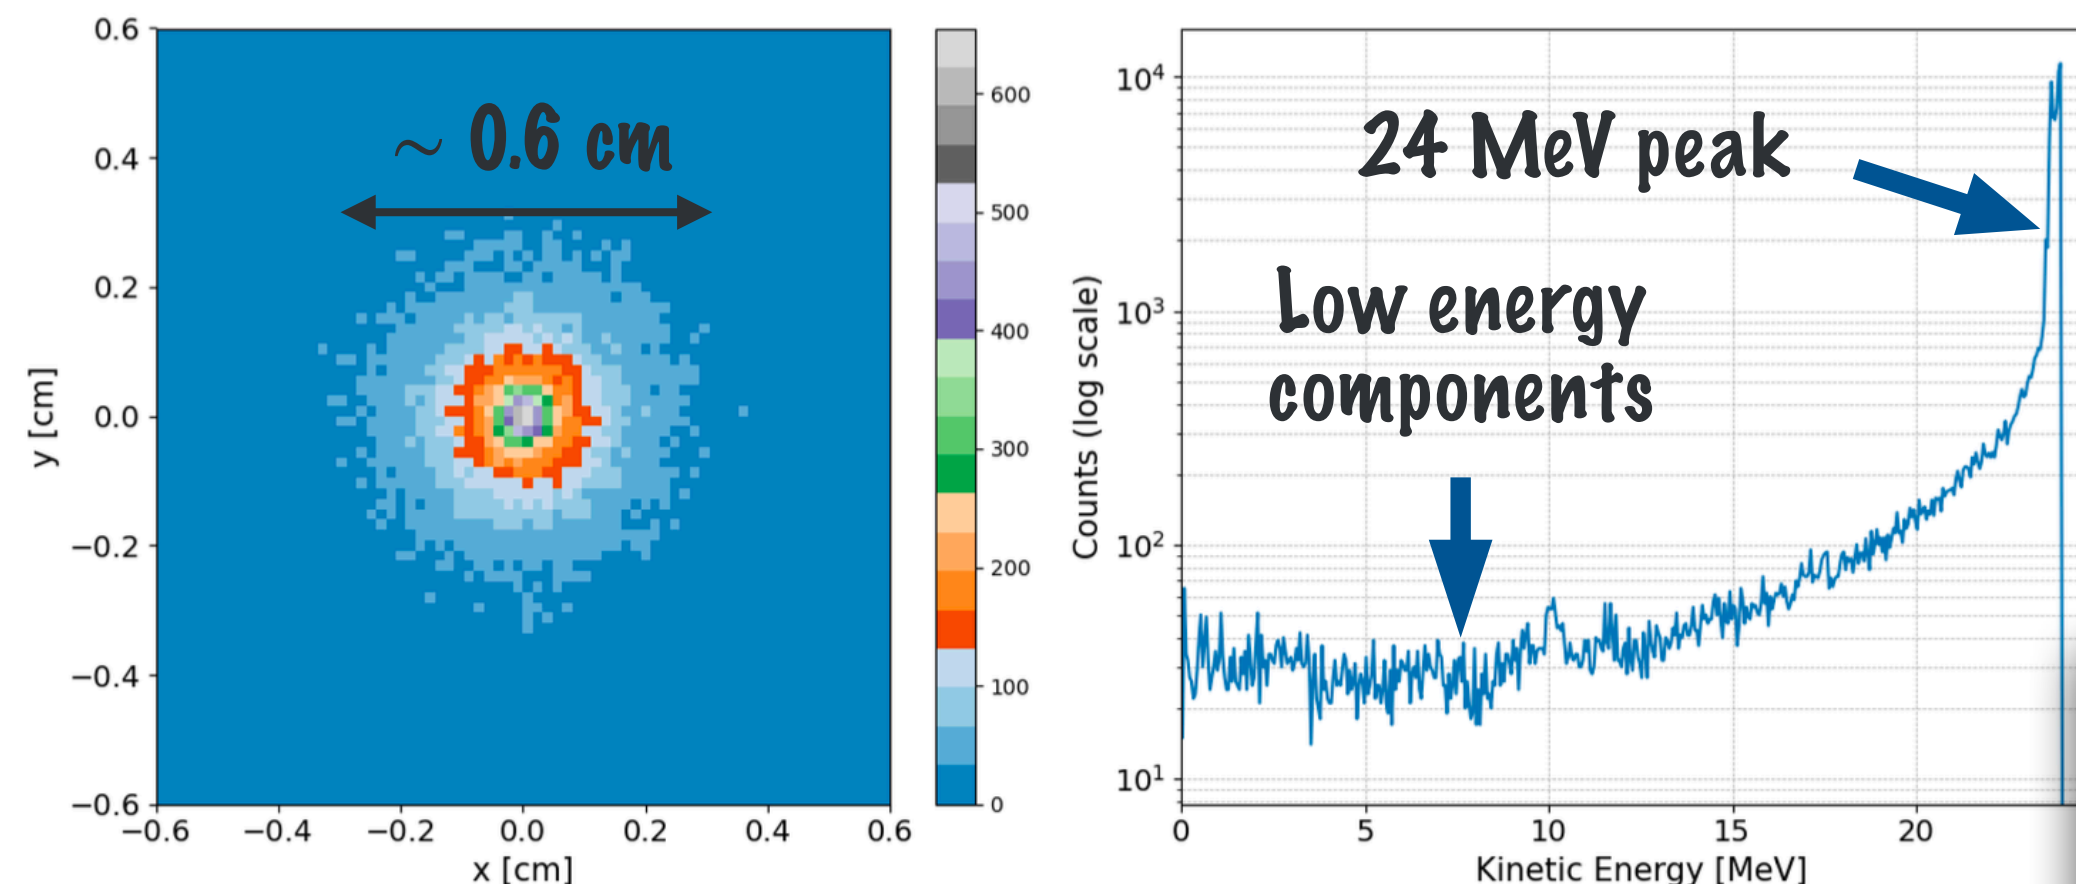 0.6
0.4
0.2
0.0
−0.2
−0.4
−0.6
y [cm]
−0.6 −0.4 −0.2 0.0 0.2 0.4 0.6
x [cm]
~ 0.6 cm
600
500
400
300
200
100
0
Counts (log scale)
10⁴
10³
10²
10¹
24 MeV peak
Low energy
components
0 5 10 15 20
Kinetic Energy [MeV]